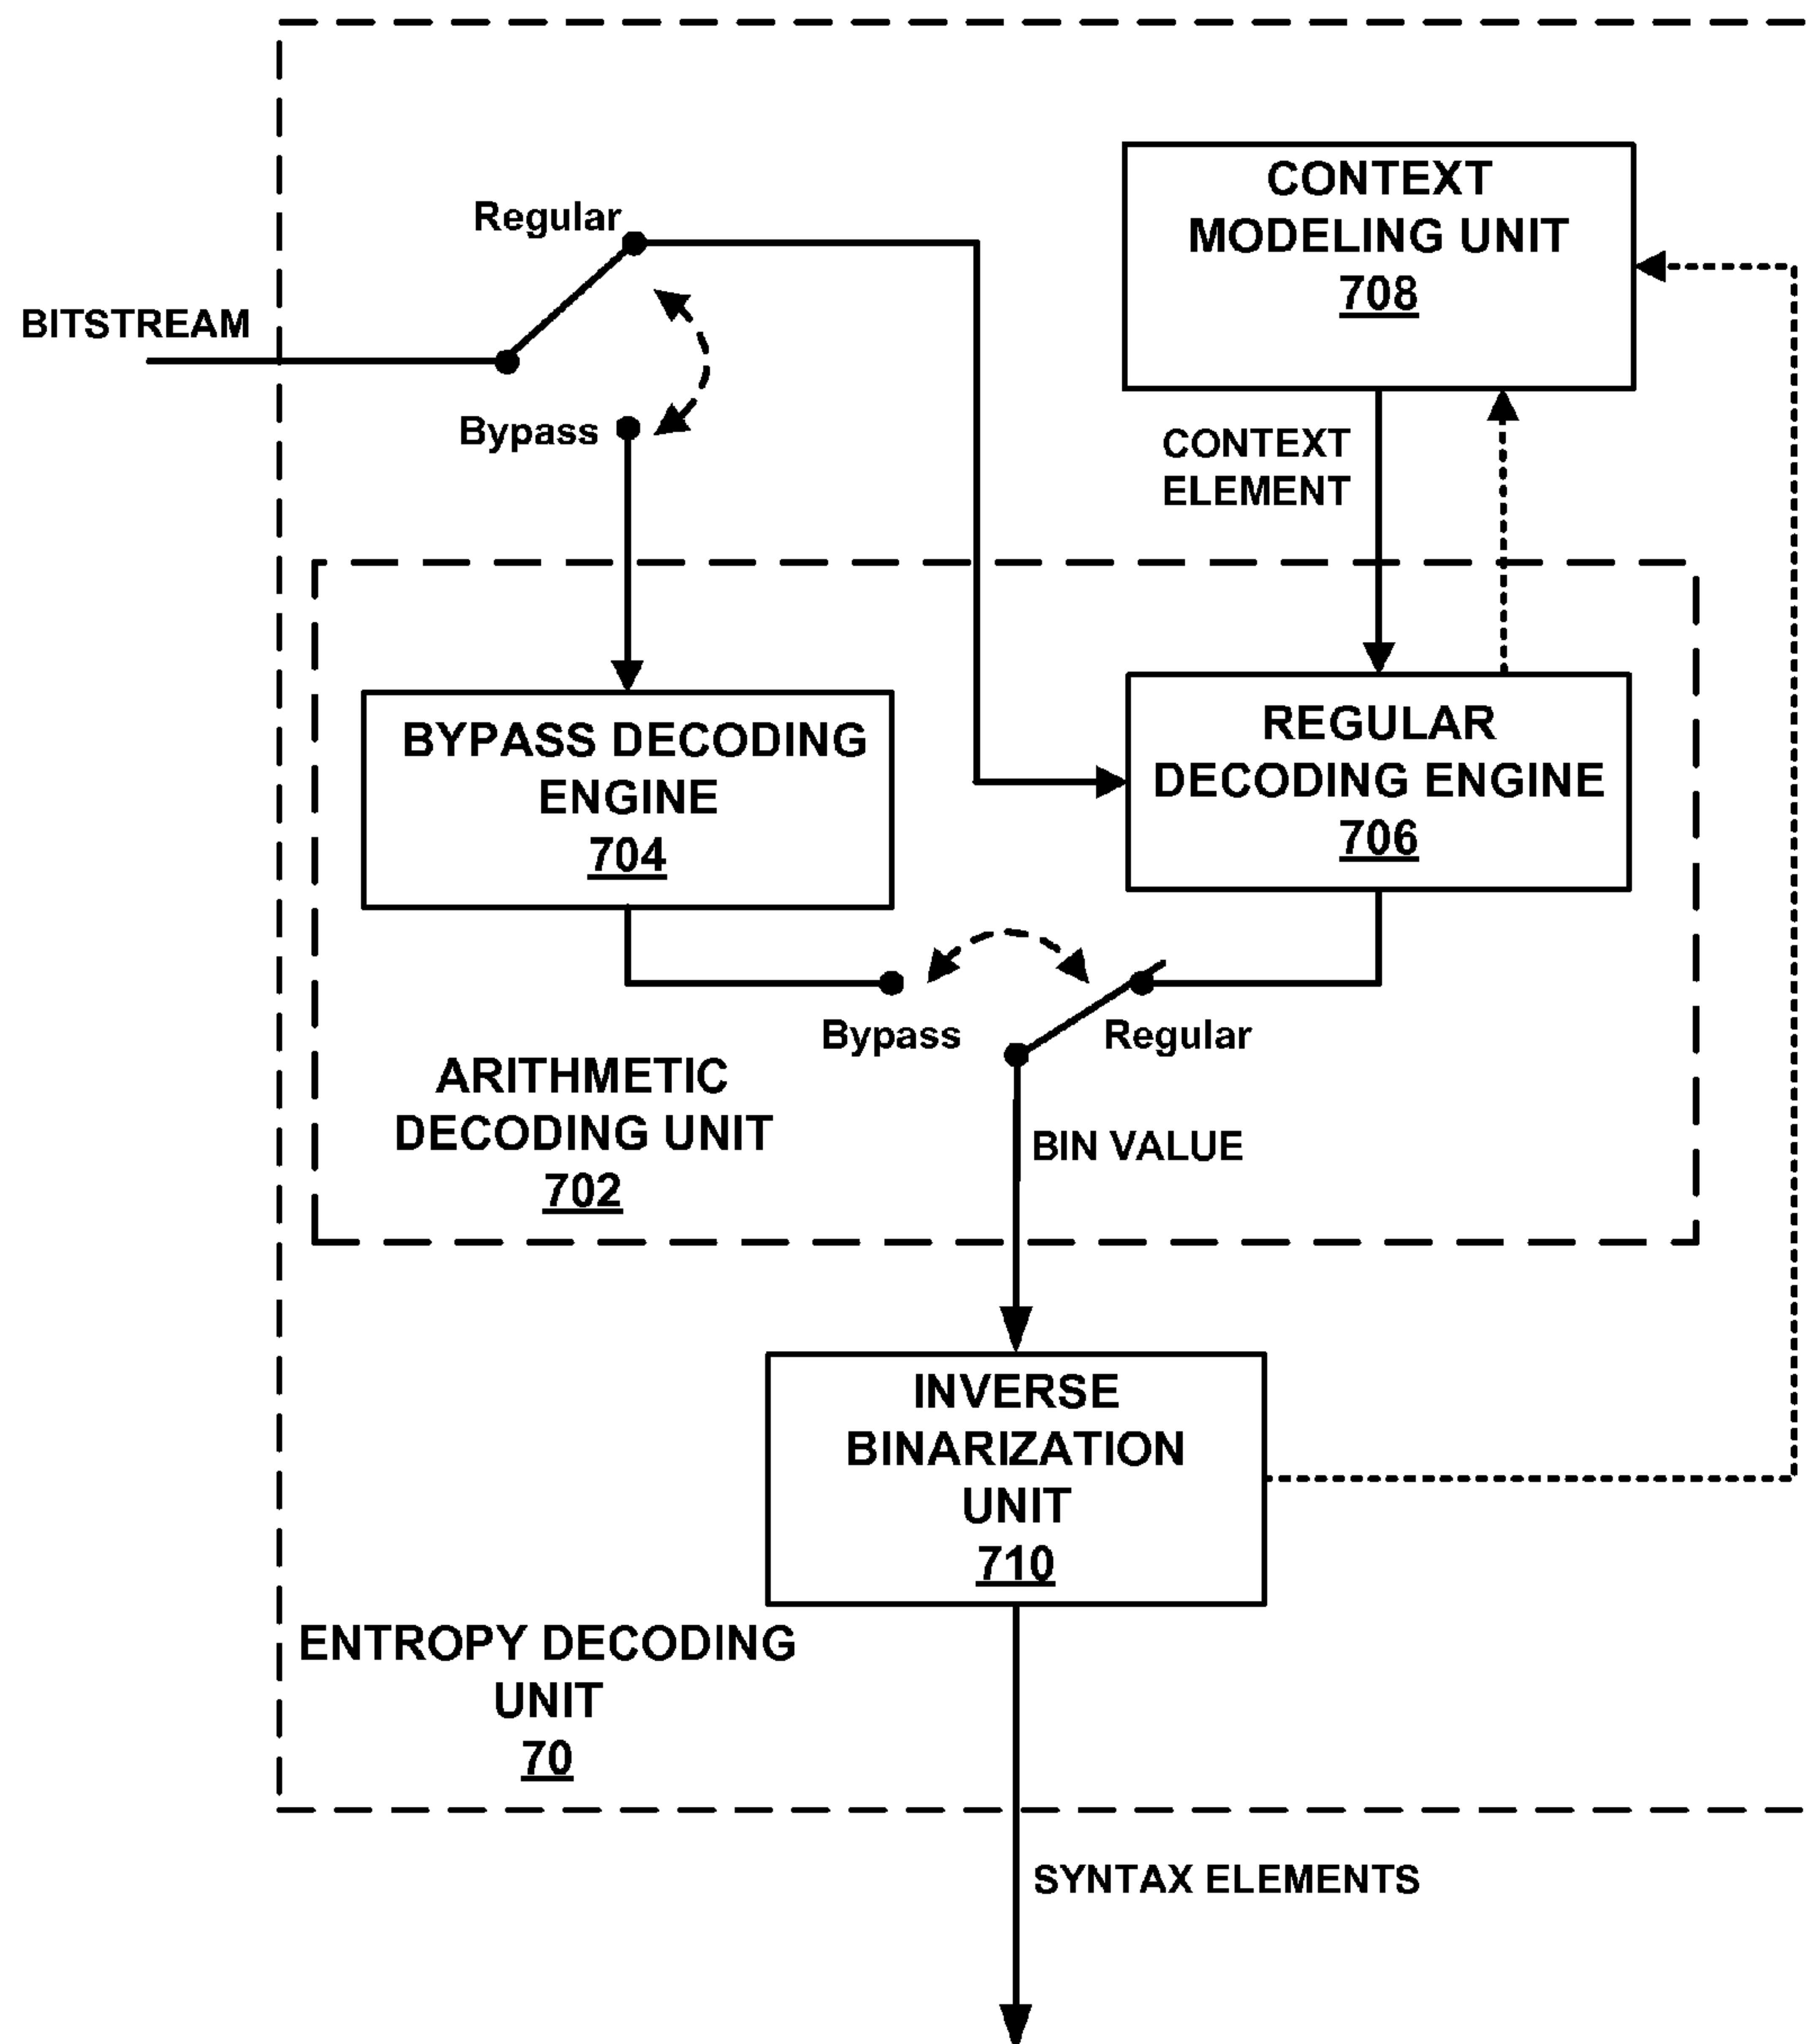 CONTEXT
MODELING UNIT
708
Regular
BITSTREAM
Bypass
CONTEXT
ELEMENT
BYPASS DECODING
ENGINE
704
REGULAR
DECODING ENGINE
706
Bypass
Regular
ARITHMETIC
DECODING UNIT
702
BIN VALUE
INVERSE
BINARIZATION
UNIT
710
ENTROPY DECODING
UNIT
70
SYNTAX ELEMENTS